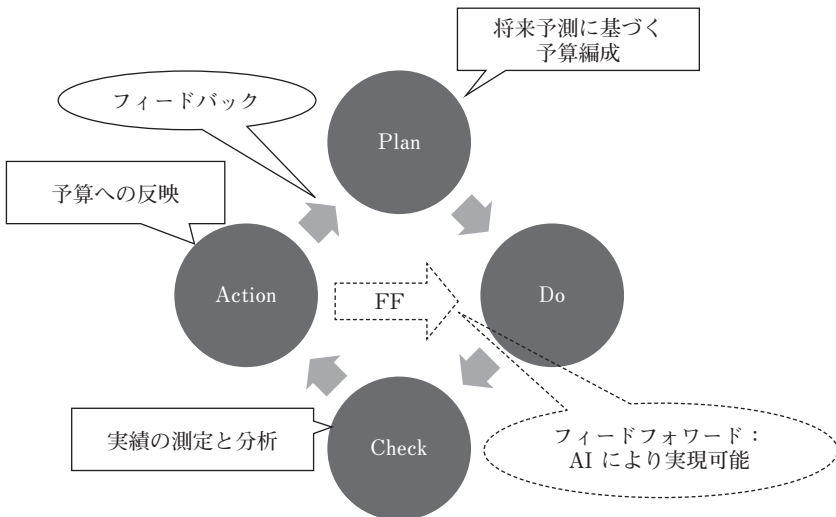 将来予測に基づく
予算編成
フィードバック
Plan
予算への反映
Action
FF
Do
実績の測定と分析
Check
フィードフォワード：
AI により実現可能